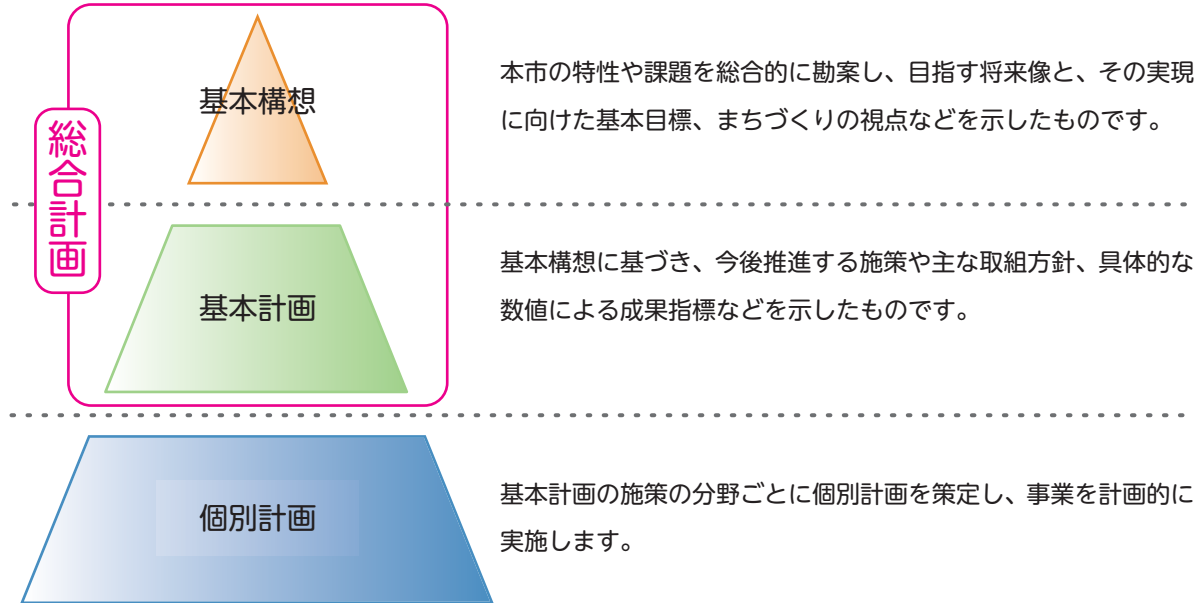 総合計画
基本構想
本市の特性や課題を総合的に勘案し、目指す将来像と、その実現
に向けた基本目標、まちづくりの視点などを示したものです。
基本計画
基本構想に基づき、今後推進する施策や主な取組方針、具体的な
数値による成果指標などを示したものです。
個別計画
基本計画の施策の分野ごとに個別計画を策定し、事業を計画的に
実施します。